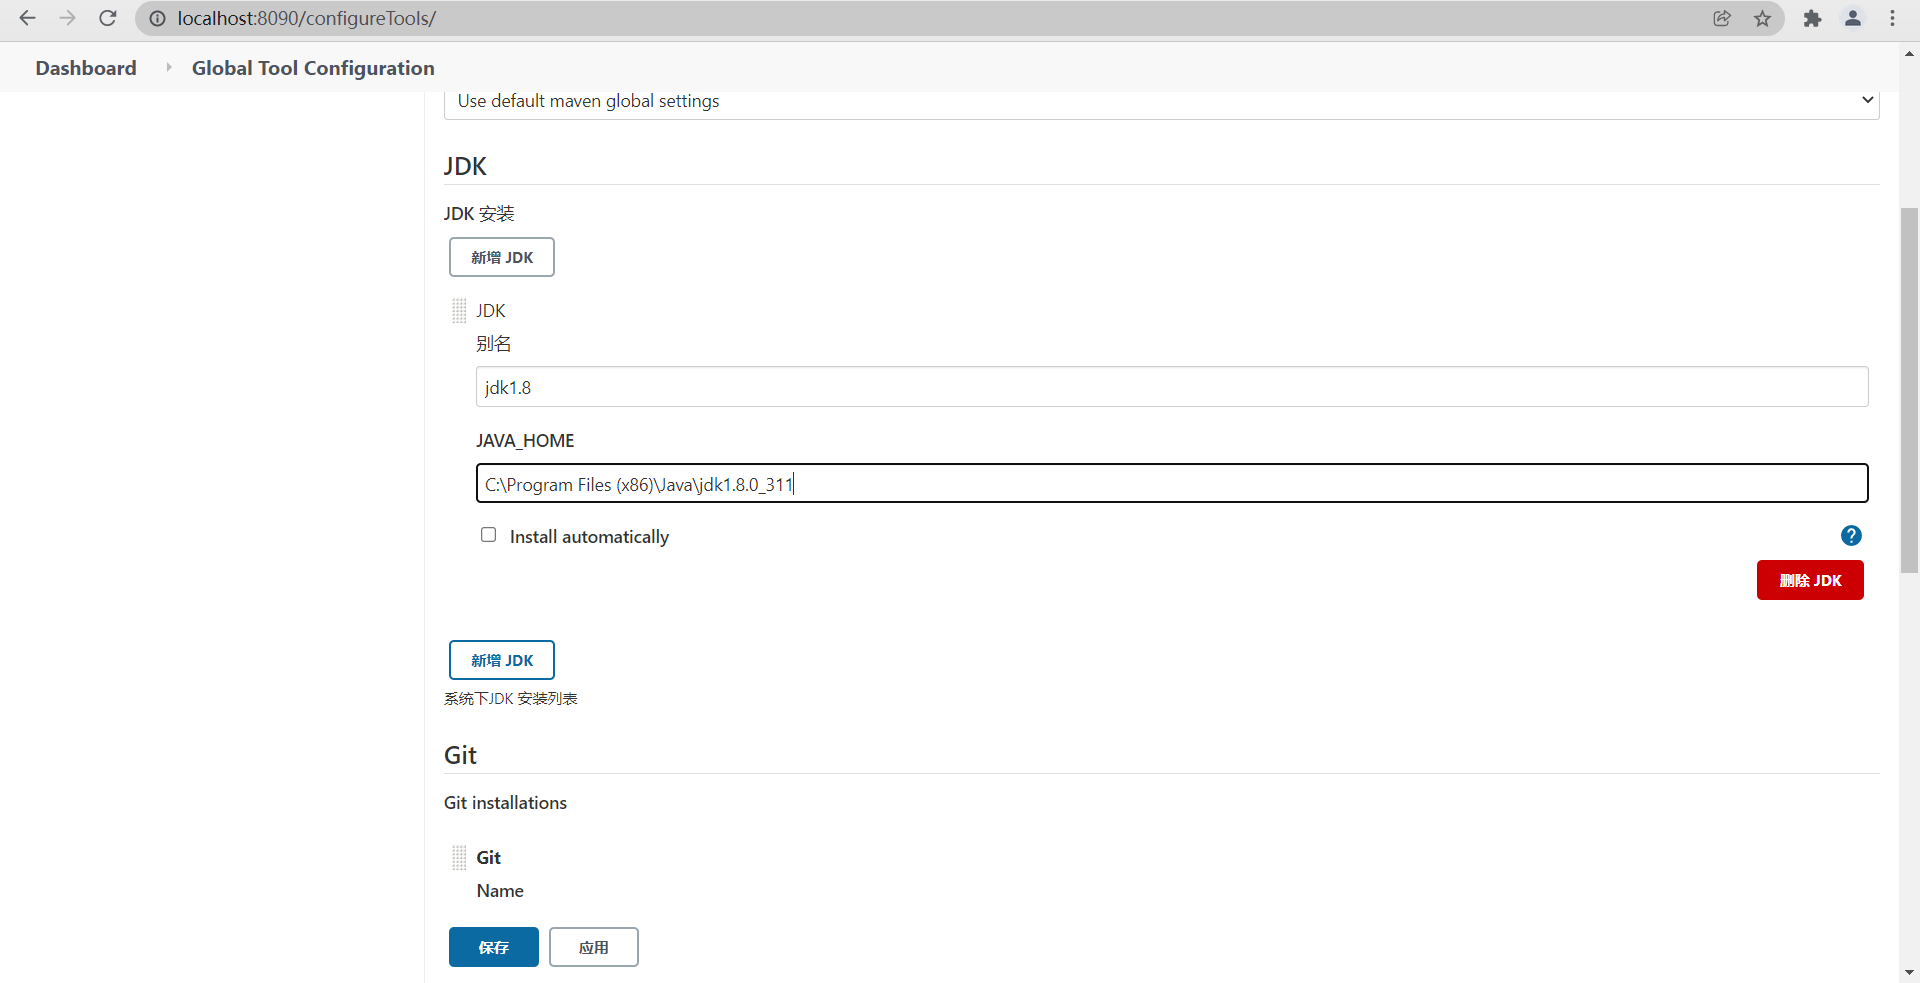 localhost:8090/configureTools/
Dashboard Global Tool Configuration
Use default maven global settings
JDK
JDK 安装
新增 JDK
JDK
别名
jdk1.8
JAVA_HOME
C:\Program Files (x86)\Java\jdk1.8.0_311
Install automatically
?
删除 JDK
新增 JDK
系统下JDK 安装列表
Git
Git installations
Git
Name
保存 应用